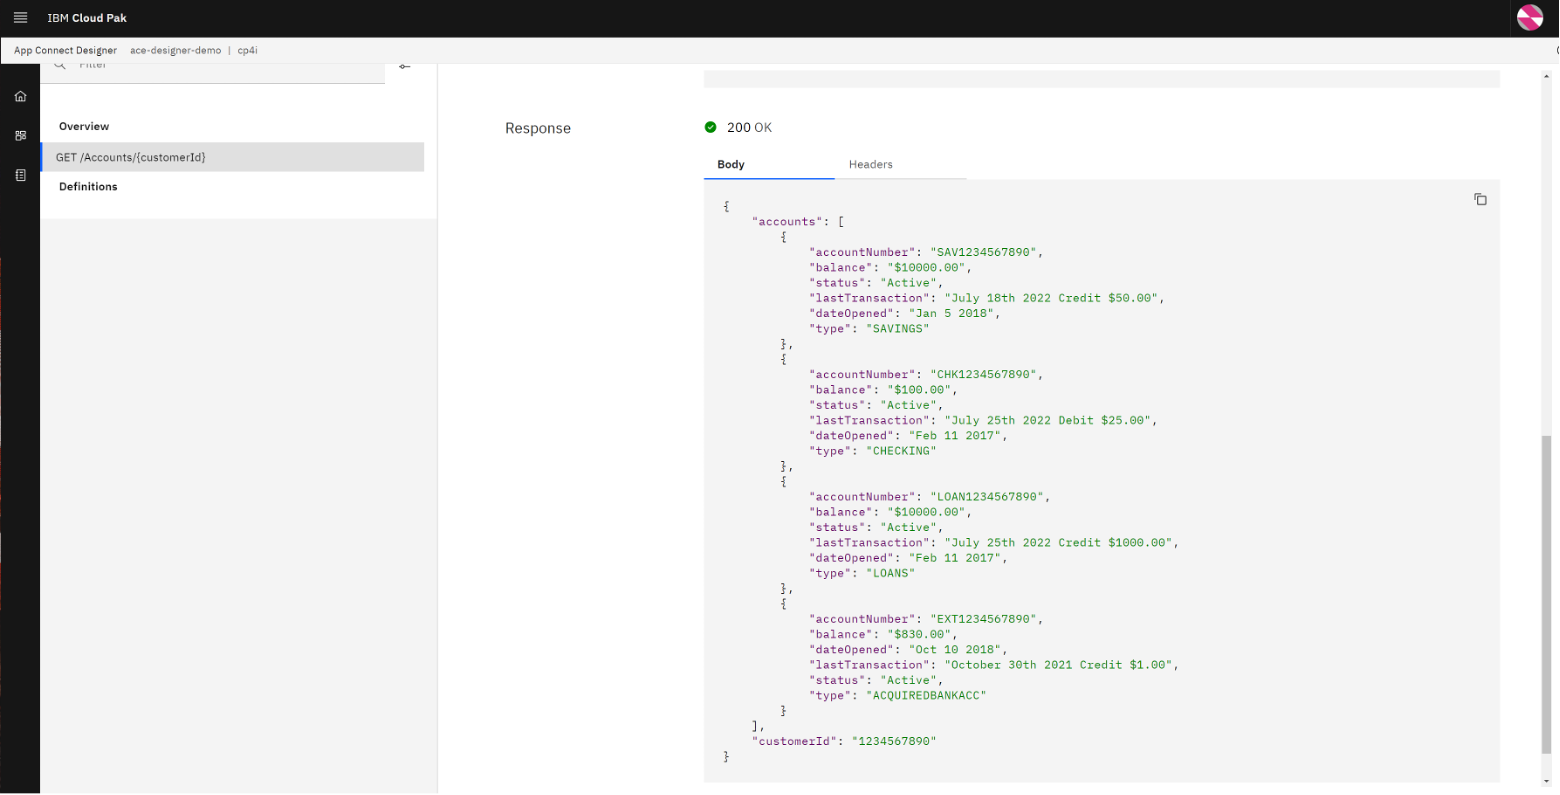 IBM Cloud Pak
App Connect Designer ace-designer-demo | cp4i
Filter
Overview
GET /Accounts/{customerId}
Definitions
Response
200 OK
Body Headers
{
"accounts": [
{
"accountNumber": "SAV1234567890",
"balance": "$10000.00",
"status": "Active",
"lastTransaction": "July 18th 2022 Credit $50.00",
"dateOpened": "Jan 5 2018",
"type": "SAVINGS"
},
{
"accountNumber": "CHK1234567890",
"balance": "$100.00",
"status": "Active",
"lastTransaction": "July 25th 2022 Debit $25.00",
"dateOpened": "Feb 11 2017",
"type": "CHECKING"
},
{
"accountNumber": "LOAN1234567890",
"balance": "$10000.00",
"status": "Active",
"lastTransaction": "July 25th 2022 Credit $1000.00",
"dateOpened": "Feb 11 2017",
"type": "LOANS"
},
{
"accountNumber": "EXT1234567890",
"balance": "$830.00",
"dateOpened": "Oct 10 2018",
"lastTransaction": "October 30th 2021 Credit $1.00",
"status": "Active",
"type": "ACQUIREDBANKACC"
}
],
"customerId": "1234567890"
}